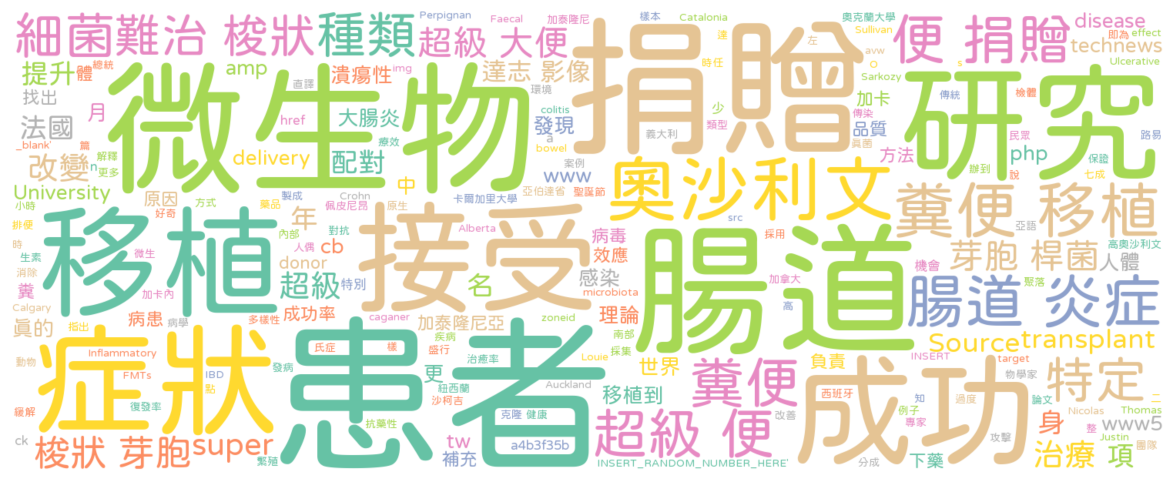 細菌難治 梭狀
種類
Perpignan
Faecal
加泰隆尼
超級 大便
捐贈
樣本
Catalonia
奧克蘭大學
Sullivan
便 捐贈
disease
即為
effect
technews
Ulcerative
提升
體
總統
微生物
amp
潰瘍性
img
直譯
達志 影像
環境
達
左
avw
O
時任
Sarkozy
s
研究
傳統
檢體
找出
月
href
大腸炎
colitis
發現
a
少
義大利
類型
加卡
傳染
品質
真菌
民眾
路易
法國
_blank'
篇
解釋
療效
方法
php
辦到
保證
七成
改變
n
更多
delivery
配對
bowel
案例
www
奧沙利文
說
University
原因
製成
Crohn
中
亞伯達省
聖誕節
糞便 移植
小時
方式
藥品
卡爾加里大學
src
採用
排便
好奇
年
佩皮尼昂
原生
亞語
移植
接受
腸道
時
生素
微生
內部
對抗
人偶
cb
Alberta
病毒
效應
芽胞 桿菌
高奧沙利文
人體
消除
加卡內
donor
超級
特別
名
感染
機會
聚落
糞
microbiota
加拿大
腸道 炎症
Calgary
病學
多樣性
成功率
caganer
zoneid
理論
高
病患
加泰隆尼亞
南部
真的
指出
症狀
患者
疾病
採集
Source
transplant
動物
Inflammatory
氏症
樣
盛行
治癒率
Louie
世界
負責
INSERT
target
FMTs
IBD
點
發病
更
紐西蘭
Auckland
糞便
成功
物學家
特定
緩解
復發率
沙柯吉
移植到
西班牙
知
論文
二
抗藥性
克隆
健康
改善
過度
例子
Nicolas
Thomas
ck
梭狀 芽胞
super
tw
a4b3f35b
超級 便
專家
身
整
www5
繁殖
補充
攻擊
Justin
團隊
INSERT_RANDOM_NUMBER_HERE'
分成
下藥
治療
項